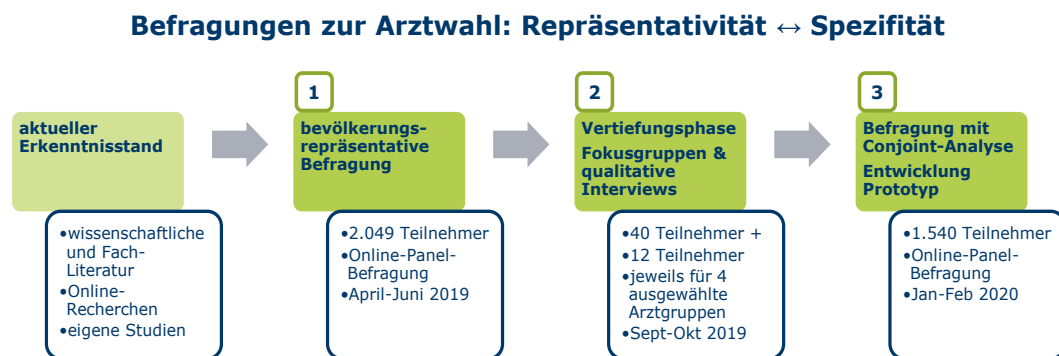 Befragungen zur Arztwahl: Repräsentativität ↔ Spezifität
aktueller
Erkenntnisstand
•wissenschaftliche
und Fach-
Literatur
•Online-
Recherchen
•eigene Studien
1
bevölkerungs-
repräsentative
Befragung
•2.049 Teilnehmer
•Online-Panel-
Befragung
•April-Juni 2019
2
Vertiefungsphase
Fokusgruppen &
qualitative
Interviews
•40 Teilnehmer +
•12 Teilnehmer
•jeweils für 4
ausgewählte
Arztgruppen
•Sept-Okt 2019
3
Befragung mit
Conjoint-Analyse
Entwicklung
Prototyp
•1.540 Teilnehmer
•Online-Panel-
Befragung
•Jan-Feb 2020